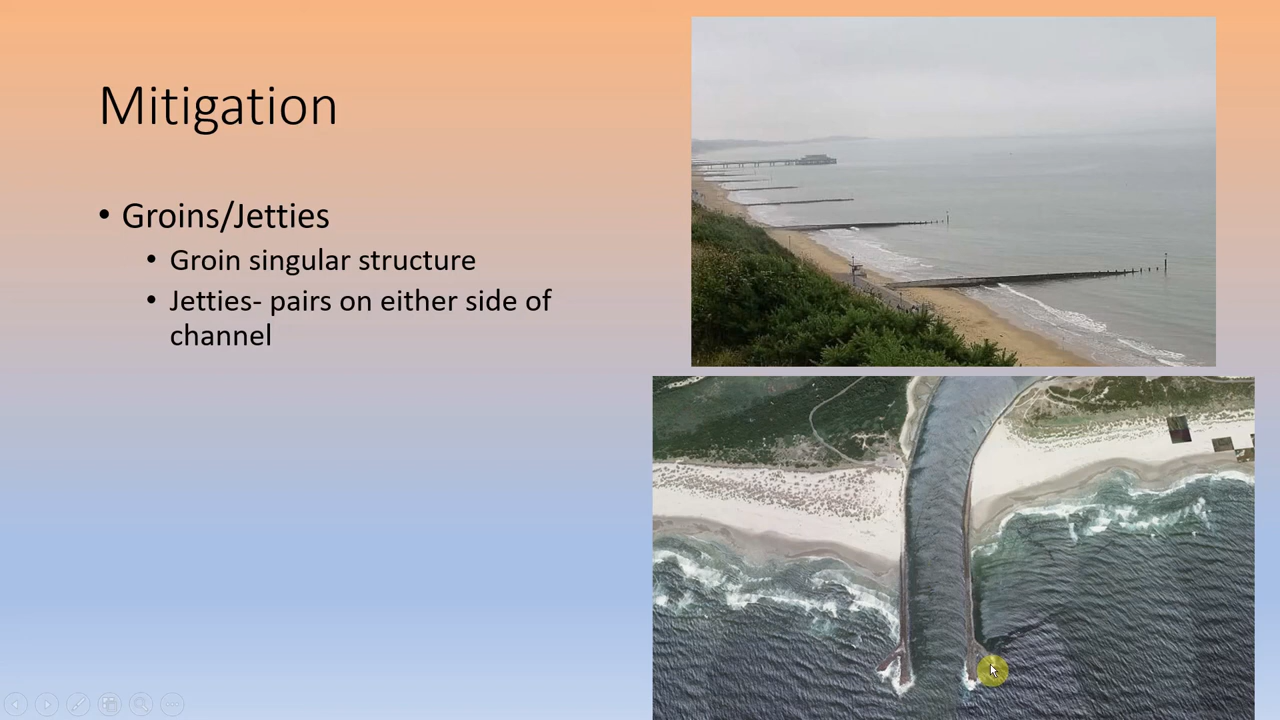 Mitigation
• Groins/Jetties
• Groin singular structure
• Jetties- pairs on either side of
channel